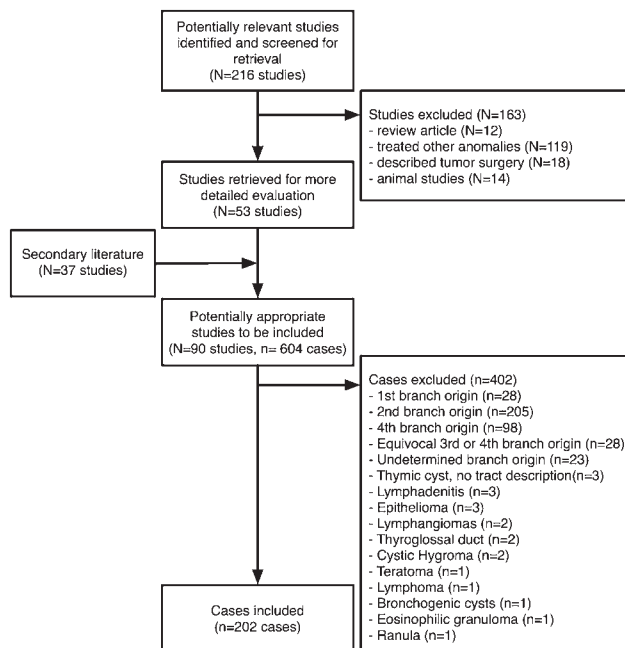 Potentially relevant studies
identified and screened for
retrieval
(N=216 studies)
Studies excluded (N=163)
- review article (N=12)
- treated other anomalies (N=119)
- described tumor surgery (N=18)
- animal studies (N=14)
Studies retrieved for more
detailed evaluation
(N=53 studies)
Secondary literature
(N=37 studies)
Potentially appropriate
studies to be included
(N=90 studies, n= 604 cases)
Cases excluded (n=402)
- 1st branch origin (n=28)
- 2nd branch origin (n=205)
- 4th branch origin (n=98)
- Equivocal 3rd or 4th branch origin (n=28)
- Undetermined branch origin (n=23)
- Thymic cyst, no tract description(n=3)
- Lymphadenitis (n=3)
- Epithelioma (n=3)
- Lymphangiomas (n=2)
- Thyroglossal duct (n=2)
- Cystic Hygroma (n=2)
- Teratoma (n=1)
- Lymphoma (n=1)
- Bronchogenic cysts (n=1)
- Eosinophilic granuloma (n=1)
- Ranula (n=1)
Cases included
(n=202 cases)